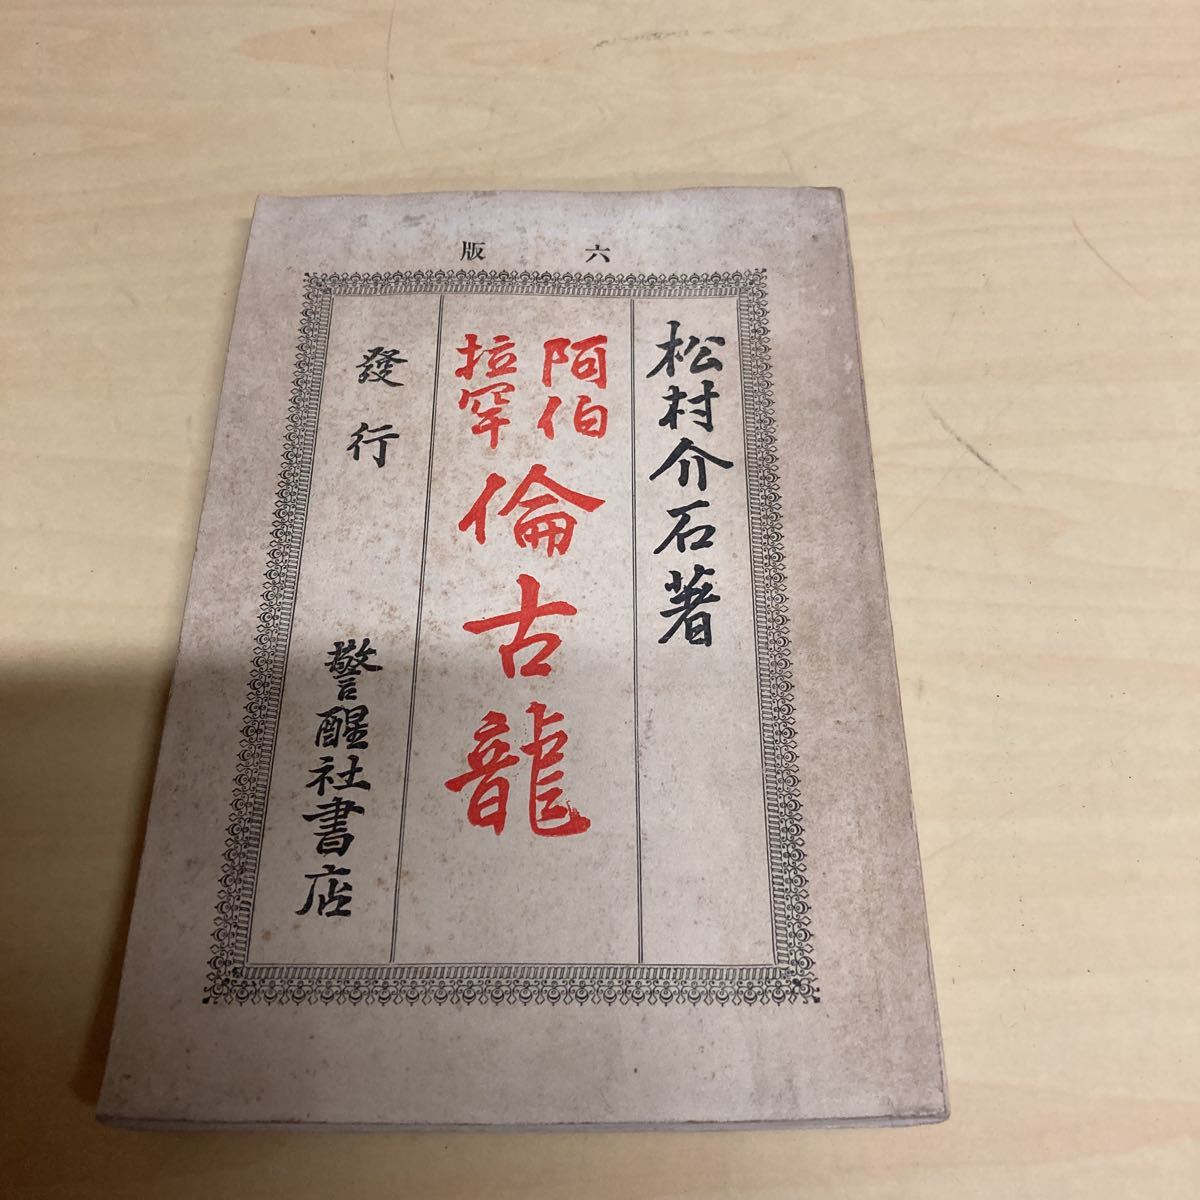 六版
松村介石著
阿伯拉罕倫古龍
發行 警醒社書店